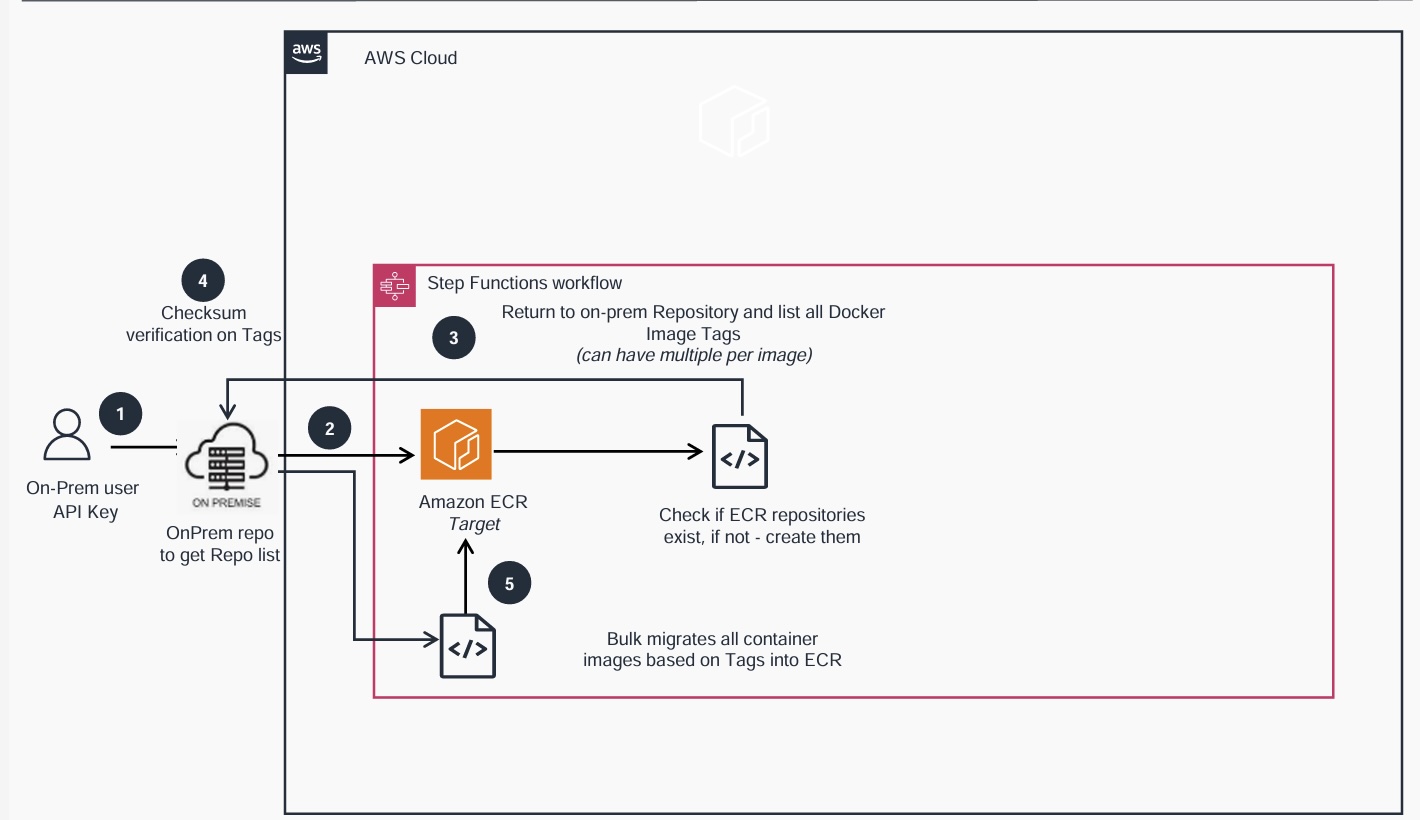 aws
AWS Cloud
4
Checksum
verification on Tags
Step Functions workflow
3
Return to on-prem Repository and list all Docker
Image Tags
(can have multiple per image)
1
2
ON PREMISE
</>
On-Prem user
API Key
OnPrem repo
to get Repo list
Amazon ECR
Target
Check if ECR repositories
exist, if not - create them
5
</>
Bulk migrates all container
images based on Tags into ECR